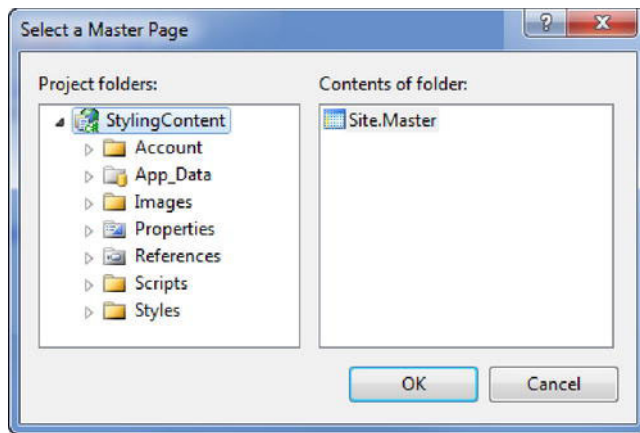 Select a Master Page
Project folders:
StylingContent
Account
App_Data
Images
Properties
References
Scripts
Styles
Contents of folder:
Site.Master
OK
Cancel